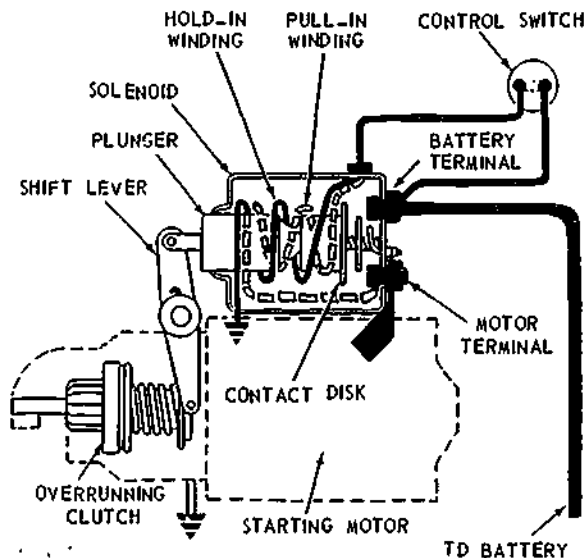 HOLD-IN
WINDING
PULL-IN
WINDING
CONTROL SWITCH
SOLENOID
BATTERY
TERMINAL
PLUNGER
SHIFT LEVER
MOTOR
TERMINAL
CONTACT DISK
OVERRUNNING
CLUTCH
STARTING MOTOR
TD BATTERY